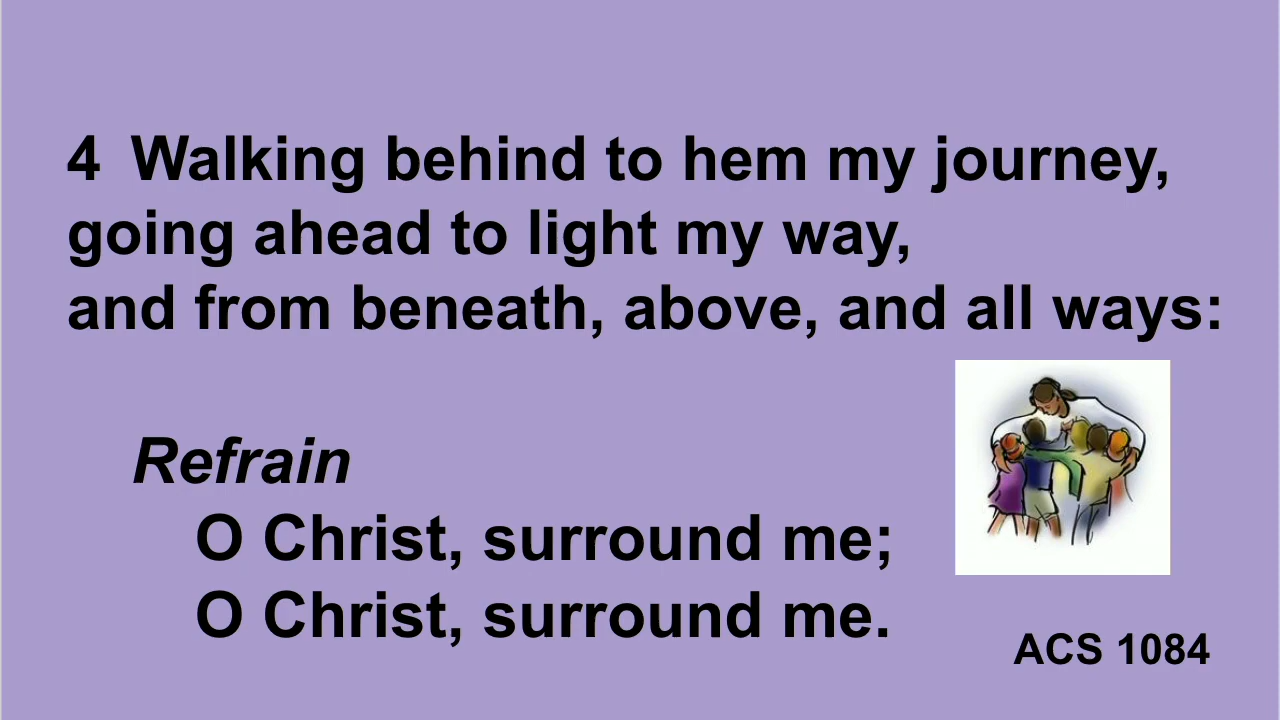 4 Walking behind to hem my journey,
going ahead to light my way,
and from beneath, above, and all ways:
Refrain
O Christ, surround me;
O Christ, surround me.
ACS 1084